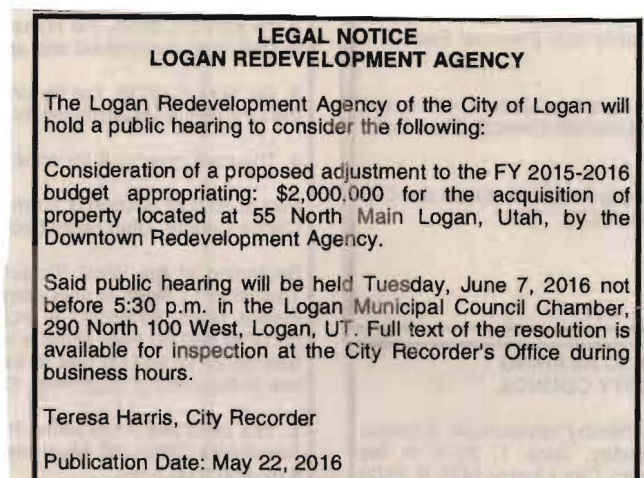 LEGAL NOTICE
LOGAN REDEVELOPMENT AGENCY
The Logan Redevelopment Agency of the City of Logan will
hold a public hearing to consider the following:
Consideration of a proposed adjustment to the FY 2015-2016
budget appropriating: $2,000,000 for the acquisition of
property located at 55 North Main Logan, Utah, by the
Downtown Redevelopment Agency.
Said public hearing will be held Tuesday, June 7, 2016 not
before 5:30 p.m. in the Logan Municipal Council Chamber,
290 North 100 West, Logan, UT. Full text of the resolution is
available for inspection at the City Recorder's Office during
business hours.
Teresa Harris, City Recorder
Publication Date: May 22, 2016